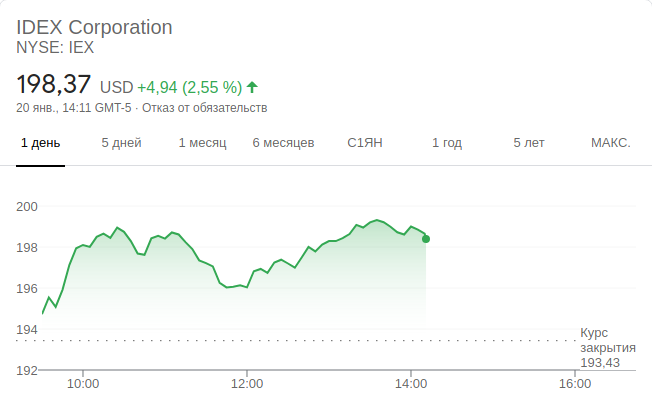 IDEX Corporation
NYSE: IEX
198,37 USD +4,94 (2,55 %)
20 янв., 14:11 GMT-5 · Отказ от обязательств
1 день 5 дней 1 месяц 6 месяцев С1ЯН 1 год 5 лет МАКС.
200
198
196
194
Курс
закрытия
193,43
192
10:00 12:00 14:00 16:00